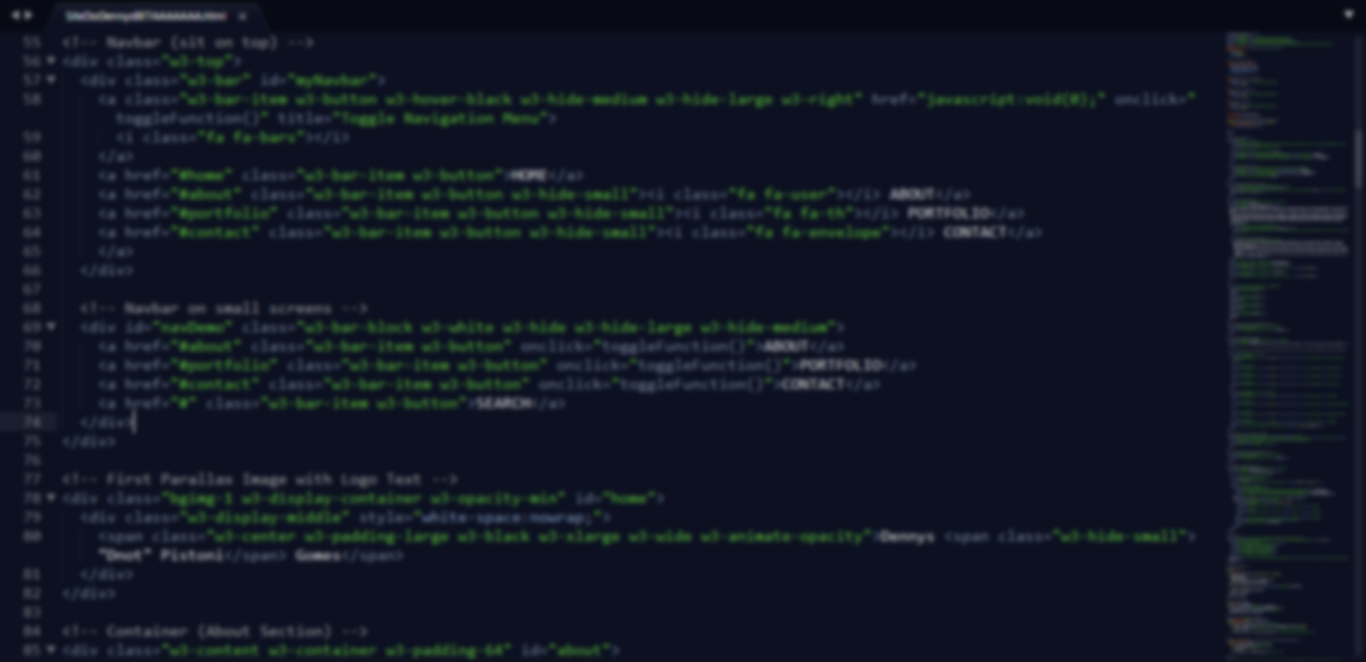 55 <!-- Navbar (sit on top) -->
56 <div class="w3-top">
57 <div class="w3-bar" id="myNavbar">
58 <a class="w3-bar-item w3-button w3-hover-black w3-hide-medium w3-hide-large w3-right" href="javascript:void(0);" onclick="
toggleFunction()" title="Toggle Navigation Menu">
59 <i class="fa fa-bars"></i>
60 </a>
61 <a href="#home" class="w3-bar-item w3-button">HOME</a>
62 <a href="#about" class="w3-bar-item w3-button w3-hide-small"><i class="fa fa-user"></i> ABOUT</a>
63 <a href="#portfolio" class="w3-bar-item w3-button w3-hide-small"><i class="fa fa-th"></i> PORTFOLIO</a>
64 <a href="#contact" class="w3-bar-item w3-button w3-hide-small"><i class="fa fa-envelope"></i> CONTACT</a>
65 </a>
66 </div>
67
68 <!-- Navbar on small screens -->
69 <div id="navDemo" class="w3-bar-block w3-white w3-hide w3-hide-large w3-hide-medium">
70 <a href="#about" class="w3-bar-item w3-button" onclick="toggleFunction()">ABOUT</a>
71 <a href="#portfolio" class="w3-bar-item w3-button" onclick="toggleFunction()">PORTFOLIO</a>
72 <a href="#contact" class="w3-bar-item w3-button" onclick="toggleFunction()">CONTACT</a>
73 <a href="#" class="w3-bar-item w3-button">SEARCH</a>
74 </div>
75 </div>
76
77 <!-- First Parallax Image with Logo Text -->
78 <div class="bgimg-1 w3-display-container w3-opacity-min" id="home">
79 <div class="w3-display-middle" style="white-space:nowrap;">
80 <span class="w3-center w3-padding-large w3-black w3-xlarge w3-wide w3-animate-opacity">Dennys <span class="w3-hide-small">
"Dnot" Pistoni</span> Gomes</span>
81 </div>
82 </div>
83
84 <!-- Container (About Section) -->
85 <div class="w3-content w3-container w3-padding-64" id="about">